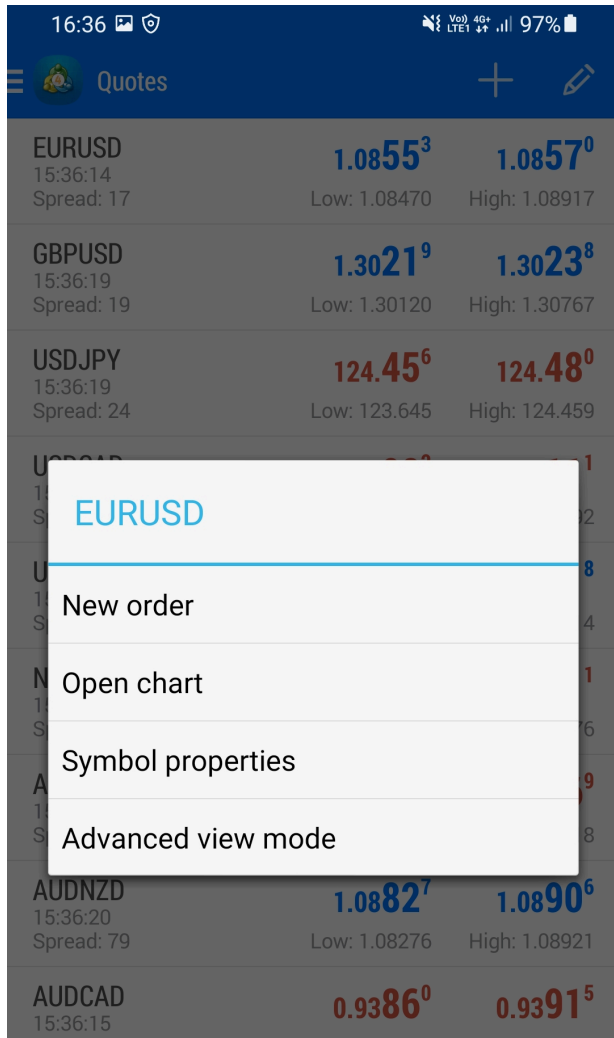 16:36 Vo)) LTE1 4G+ 97%
Quotes
EURUSD 1.08553 1.08570
15:36:14
Spread: 17 Low: 1.08470 High: 1.08917
GBPUSD 1.30219 1.30238
15:36:19
Spread: 19 Low: 1.30120 High: 1.30767
USDJPY 124.456 124.480
15:36:19
Spread: 24 Low: 123.645 High: 124.459
EURUSD
New order
Open chart
Symbol properties
Advanced view mode
AUDNZD 1.08827 1.08906
15:36:20
Spread: 79 Low: 1.08276 High: 1.08921
AUDCAD 0.93860 0.93915
15:36:15